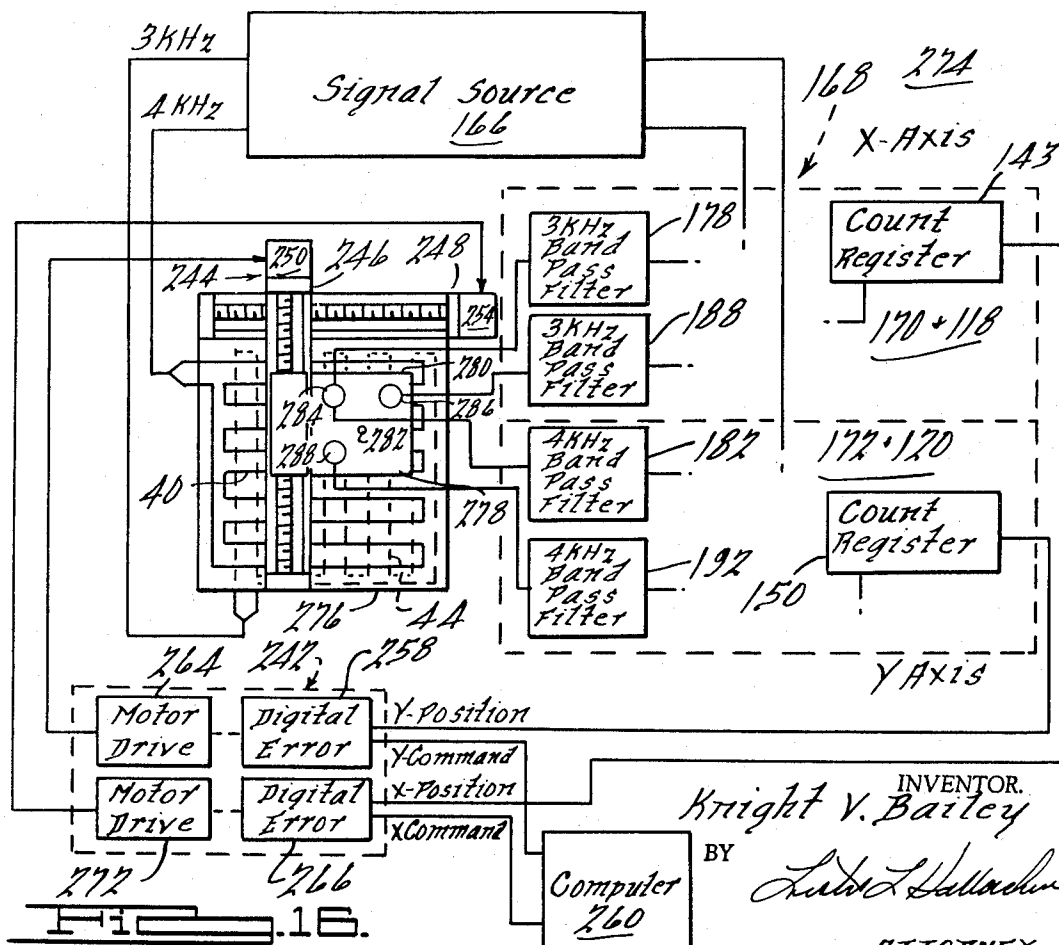 3KHz
4KHz
Signal Source
166
168
274
X-Axis
143
Count
Register
170 + 118
3KHz
Band
Pass
Filter
178
3KHz
Band
Pass
Filter
188
244
250
246
248
254
280
284
286
282
288
40
278
276
44
4KHz
Band
Pass
Filter
182
172 + 120
Count
Register
150
4KHz
Band
Pass
Filter
192
Y Axis
264
242
258
Motor
Drive
Digital
Error
Y-Position
Y-Command
Motor
Drive
Digital
Error
X-Position
X Command
272
266
Computer
260
INVENTOR.
Knight V. Bailey
BY
ATTORNEY